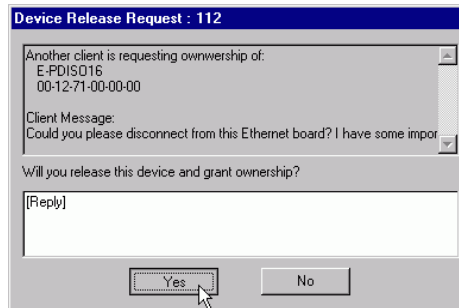 Device Release Request : 112
Another client is requesting ownwership of:
E-PDISO16
00-12-71-00-00-00
Client Message:
Could you please disconnect from this Ethernet board? I have some impor
Will you release this device and grant ownership?
[Reply]
Yes
No